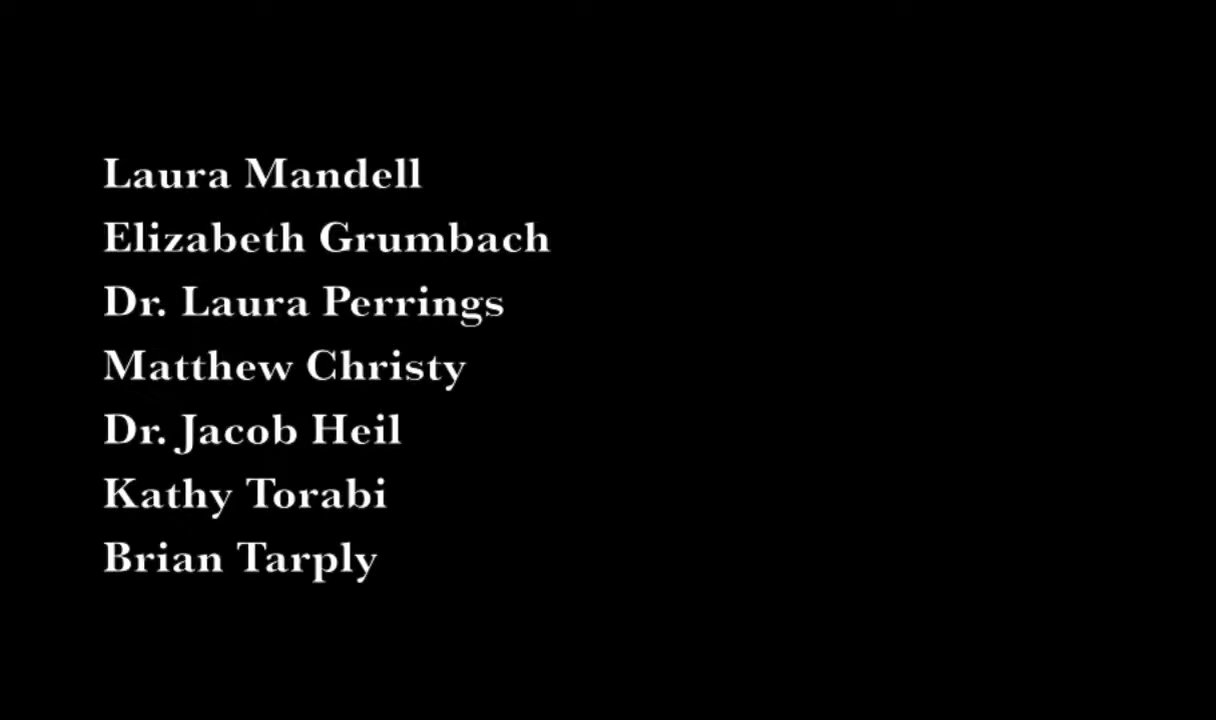 Laura Mandell
Elizabeth Grumbach
Dr. Laura Perrings
Matthew Christy
Dr. Jacob Heil
Kathy Torabi
Brian Tarply